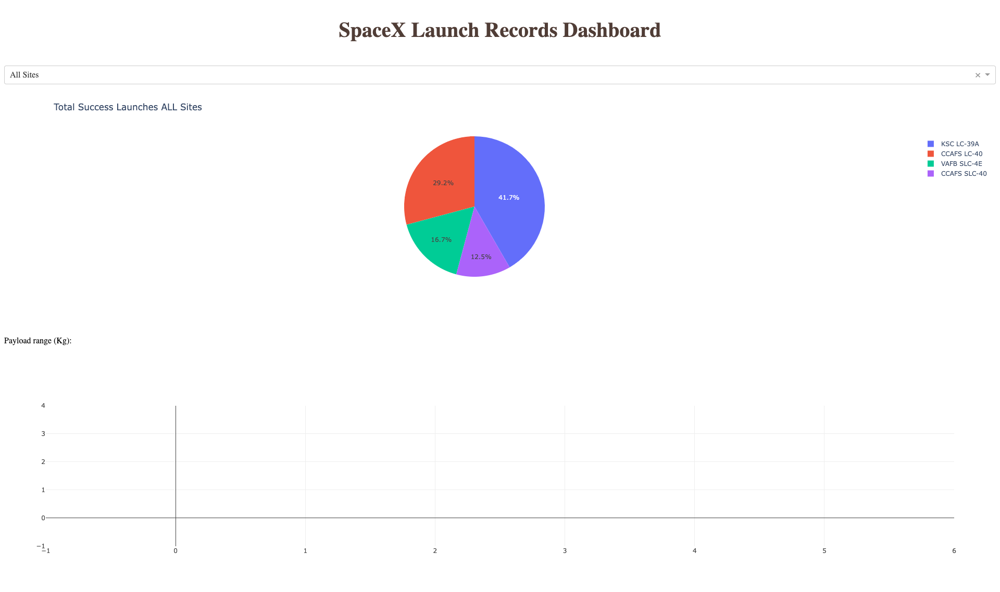 SpaceX Launch Records Dashboard
All Sites
Total Success Launches ALL Sites
KSC LC-39A
CCAFS LC-40
VAFB SLC-4E
CCAFS SLC-40
29.2%
41.7%
16.7%
12.5%
Payload range (Kg):
4
3
2
1
0
−1
−1 0 1 2 3 4 5 6